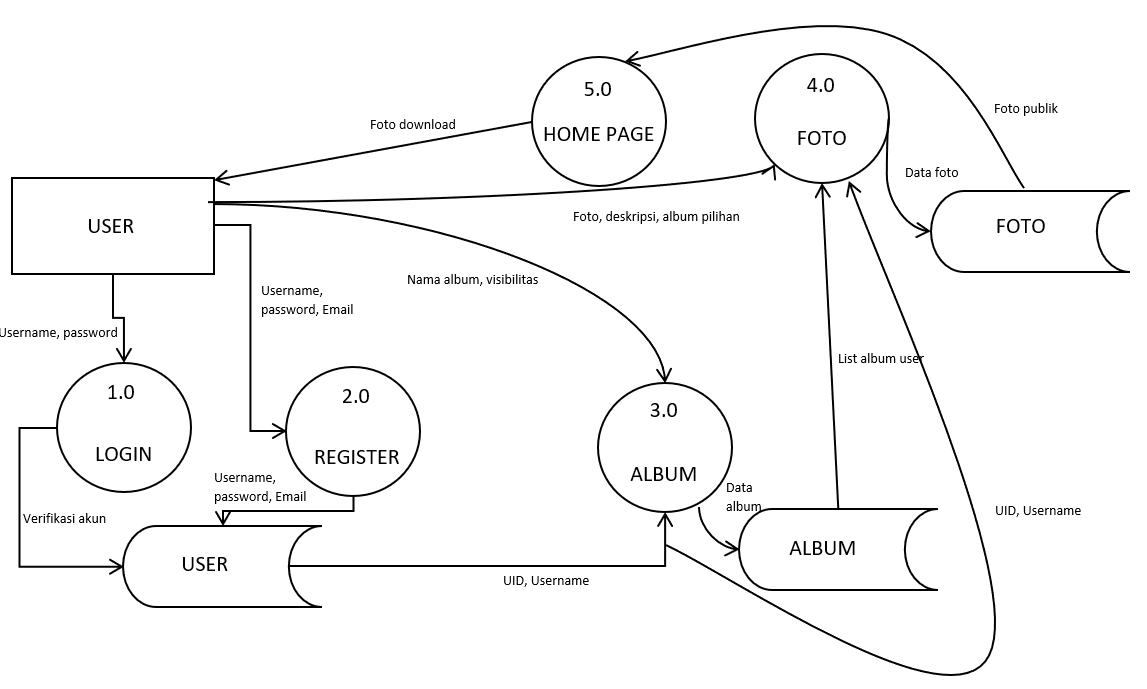 5.0
HOME PAGE
4.0
FOTO
Foto download
Foto publik
Data foto
USER
Foto, deskripsi, album pilihan
FOTO
Nama album, visibilitas
Username,
password, Email
Username, password
List album user
1.0
LOGIN
2.0
REGISTER
3.0
ALBUM
Username,
password, Email
Data
album
Verifikasi akun
UID, Username
USER
ALBUM
UID, Username